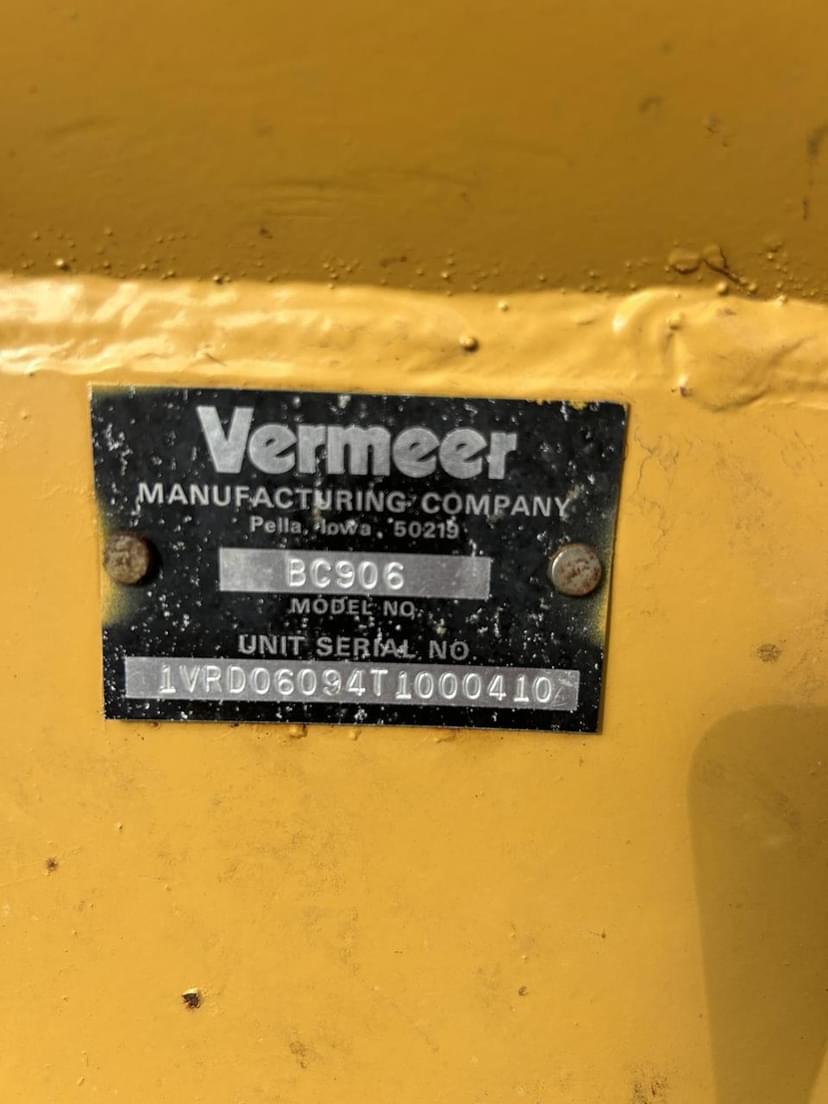 Vermeer
MANUFACTURING COMPANY
Pella, Iowa, 50219
BC906
MODEL NO.
UNIT SERIAL NO
1VRD06094T1000410